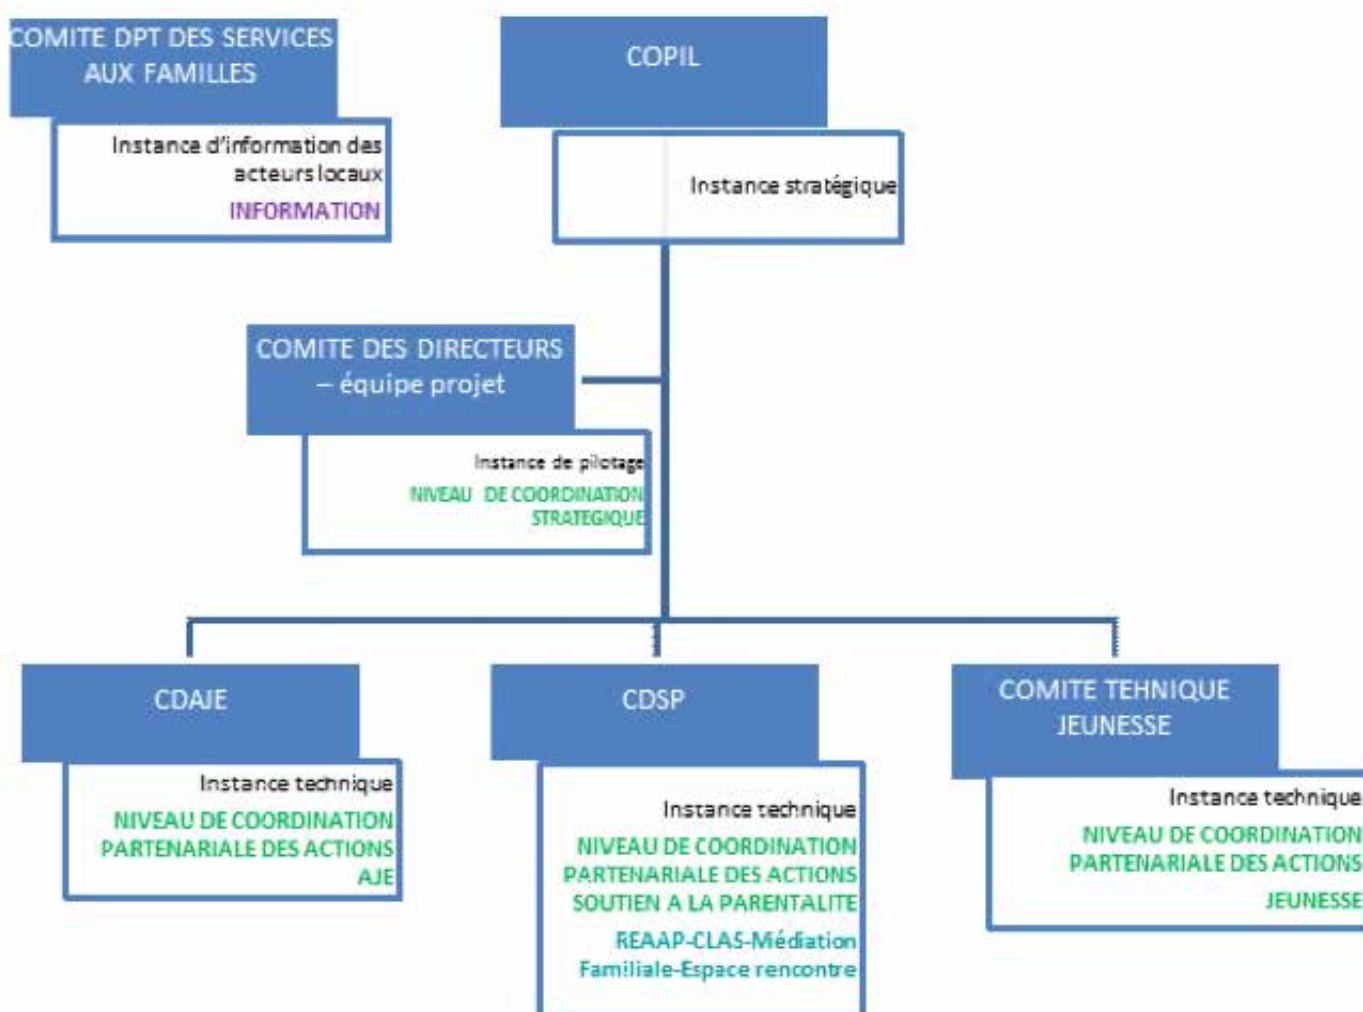 COMITE DPT DES SERVICES
AUX FAMILLES
Instance d'information des
acteurs locaux
INFORMATION
COPIL
Instance stratégique
COMITE DES DIRECTEURS
– équipe projet
Instance de pilotage
NIVEAU DE COORDINATION
STRATEGIQUE
CDAJE
Instance technique
NIVEAU DE COORDINATION
PARTENARIALE DES ACTIONS
AJE
CDSP
Instance technique
NIVEAU DE COORDINATION
PARTENARIALE DES ACTIONS
SOUTIEN A LA PARENTALITE
REAAP-CLAS-Médiation
Familiale-Espace rencontre
COMITE TEHNIQUE
JEUNESSE
Instance technique
NIVEAU DE COORDINATION
PARTENARIALE DES ACTIONS
JEUNESSE